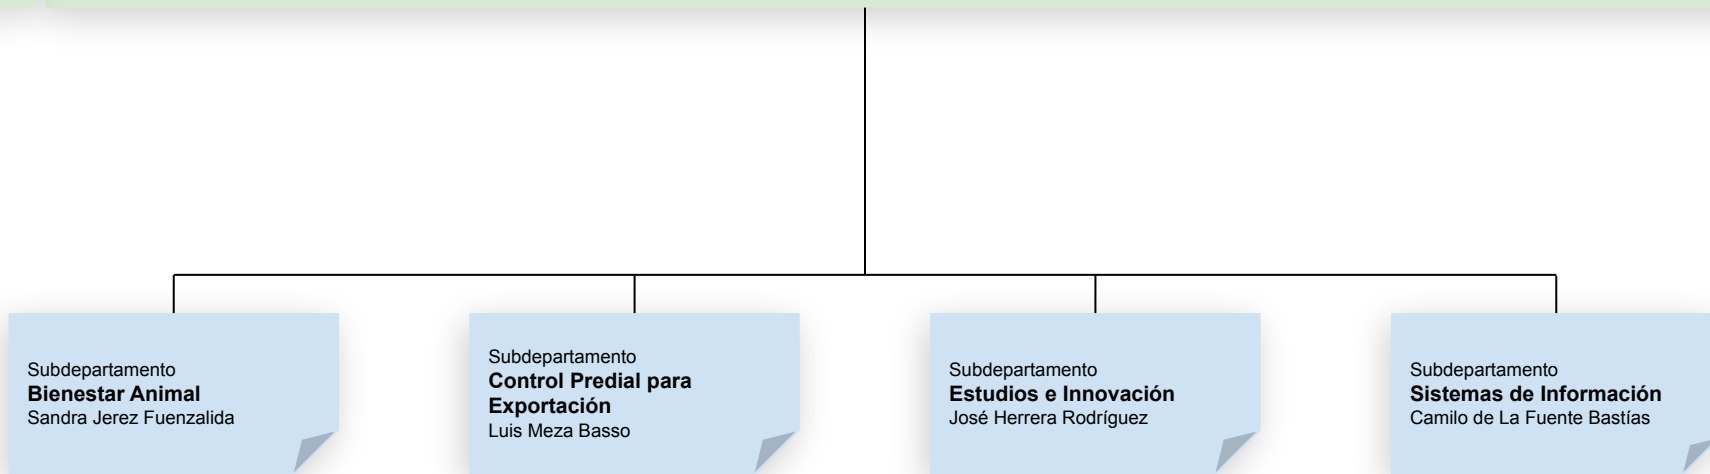 Subdepartamento
Bienestar Animal
Sandra Jerez Fuenzalida
Subdepartamento
Control Predial para
Exportación
Luis Meza Basso
Subdepartamento
Estudios e Innovación
José Herrera Rodríguez
Subdepartamento
Sistemas de Información
Camilo de La Fuente Bastías